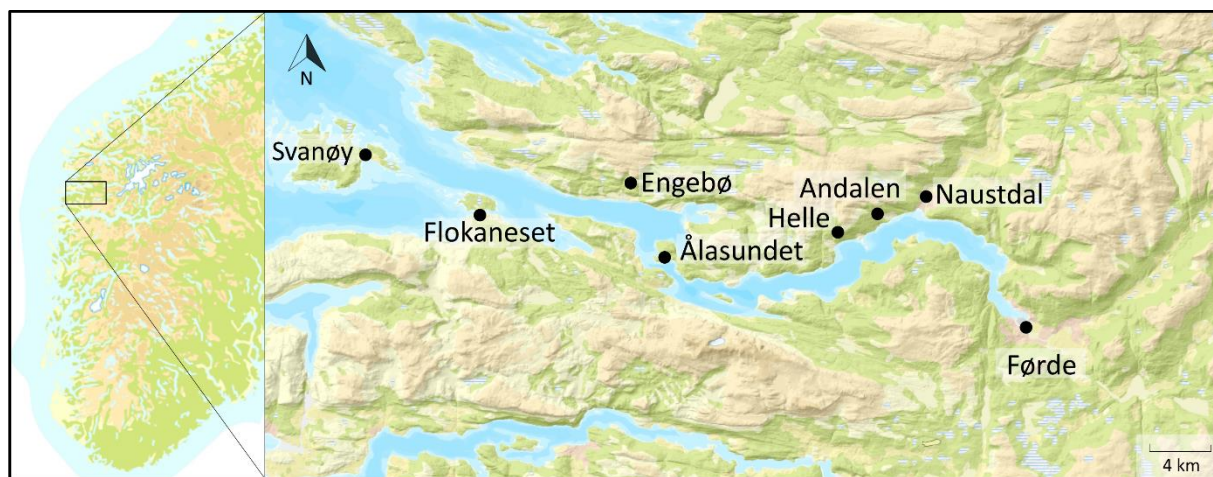 N
Svanøy
Engebø
Andalen
Naustdal
Flokaneset
Helle
Ålasundet
Førde
4 km